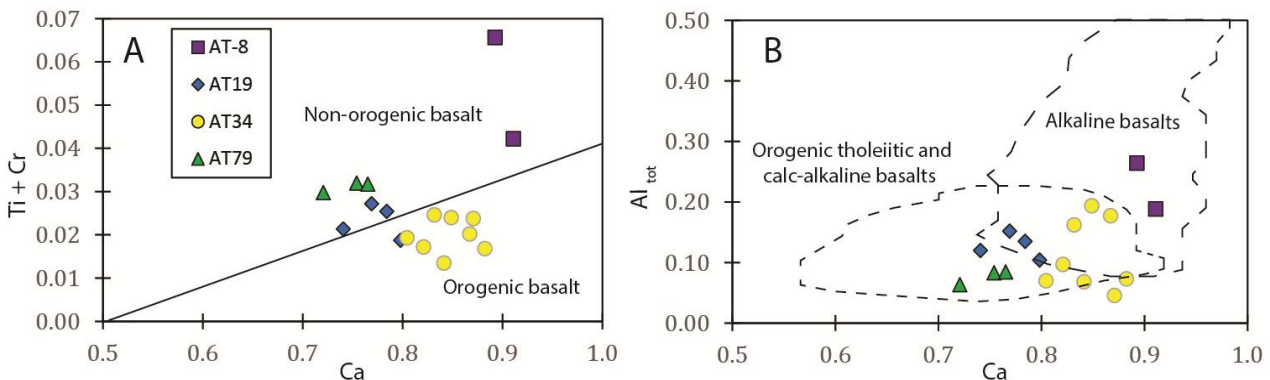 A
AT-8
AT19
AT34
AT79
Non-orogenic basalt
Orogenic basalt
Ti + Cr
0.07
0.06
0.05
0.04
0.03
0.02
0.01
0.00
0.5 0.6 0.7 0.8 0.9 1.0
Ca
B
Alkaline basalts
Orogenic tholeiitic and
calc-alkaline basalts
Al tot
0.50
0.40
0.30
0.20
0.10
0.00
0.5 0.6 0.7 0.8 0.9 1.0
Ca